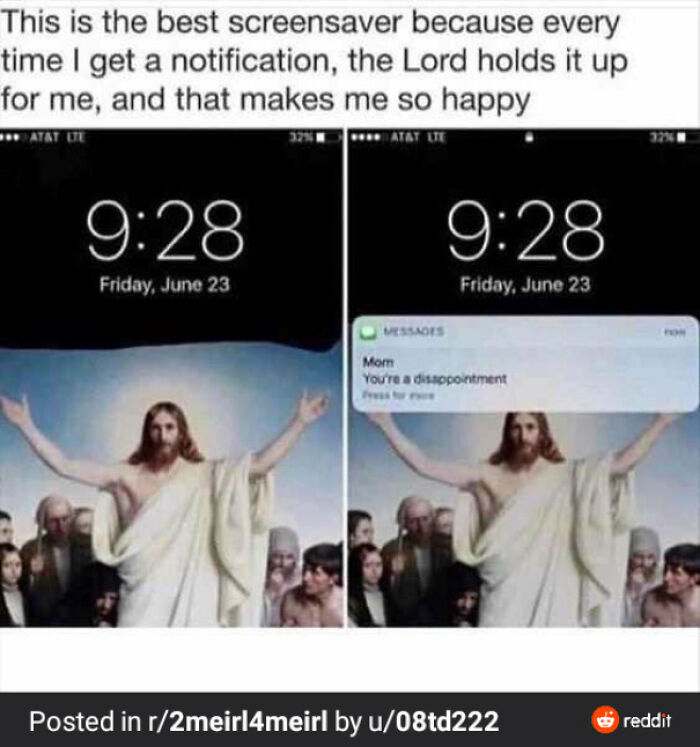 This is the best screensaver because every
time I get a notification, the Lord holds it up
for me, and that makes me so happy
AT&T LTE 32%
9:28
Friday, June 23
AT&T LTE 32%
9:28
Friday, June 23
MESSAGES now
Mom
You're a disappointment
Press for more
Posted in r/2meirl4meirl by u/08td222
reddit